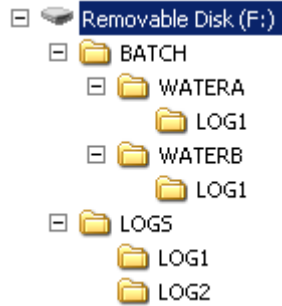 Removable Disk (F:)
BATCH
WATERA
LOG1
WATERB
LOG1
LOGS
LOG1
LOG2